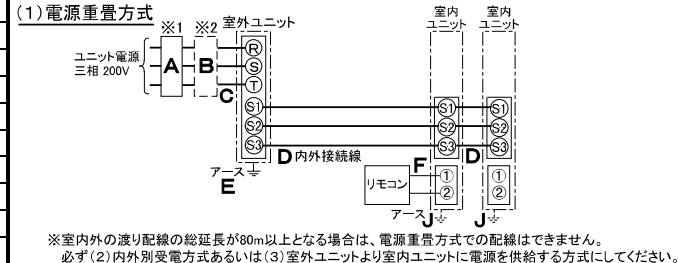 (1)電源重畳方式
※1 ※2 室外ユニット
室内ユニット 室内ユニット
ユニット電源
三相 200V
A B C
R
S
T
S1 S1 S1
S2 S2 S2
S3 S3 S3
D 内外接続線 D
アース
E
リモコン F ① ①
② ②
アース J J
※室内外の渡り配線の総延長が80m以上となる場合は、電源重畳方式での配線はできません。
必ず(2)内外別受電方式あるいは(3)室外ユニットより室内ユニットに電源を供給する方式にしてください。